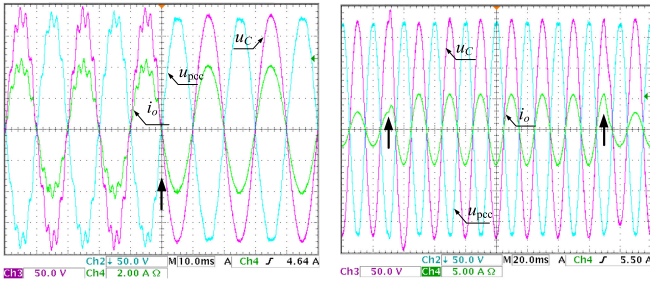 u_C
u_pcc
i_o
Ch2 ↓ 50.0 V M 10.0ms A Ch4 ƒ 4.64 A
Ch3 50.0 V Ch4 2.00 A Ω
u_C
i_o
u_pcc
Ch2 ↓ 50.0 V M 20.0ms A Ch4 ƒ 5.50 A
Ch3 50.0 V Ch4 5.00 A Ω